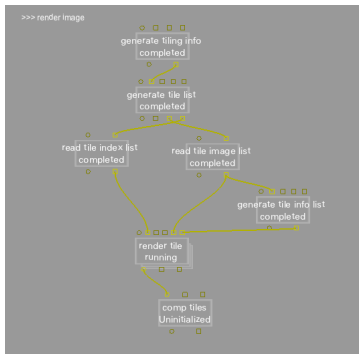 >>> render image
generate tiling info
completed
generate tile list
completed
read tile index list
completed
read tile image list
completed
generate tile info list
completed
render tile
running
comp tiles
Uninitialized